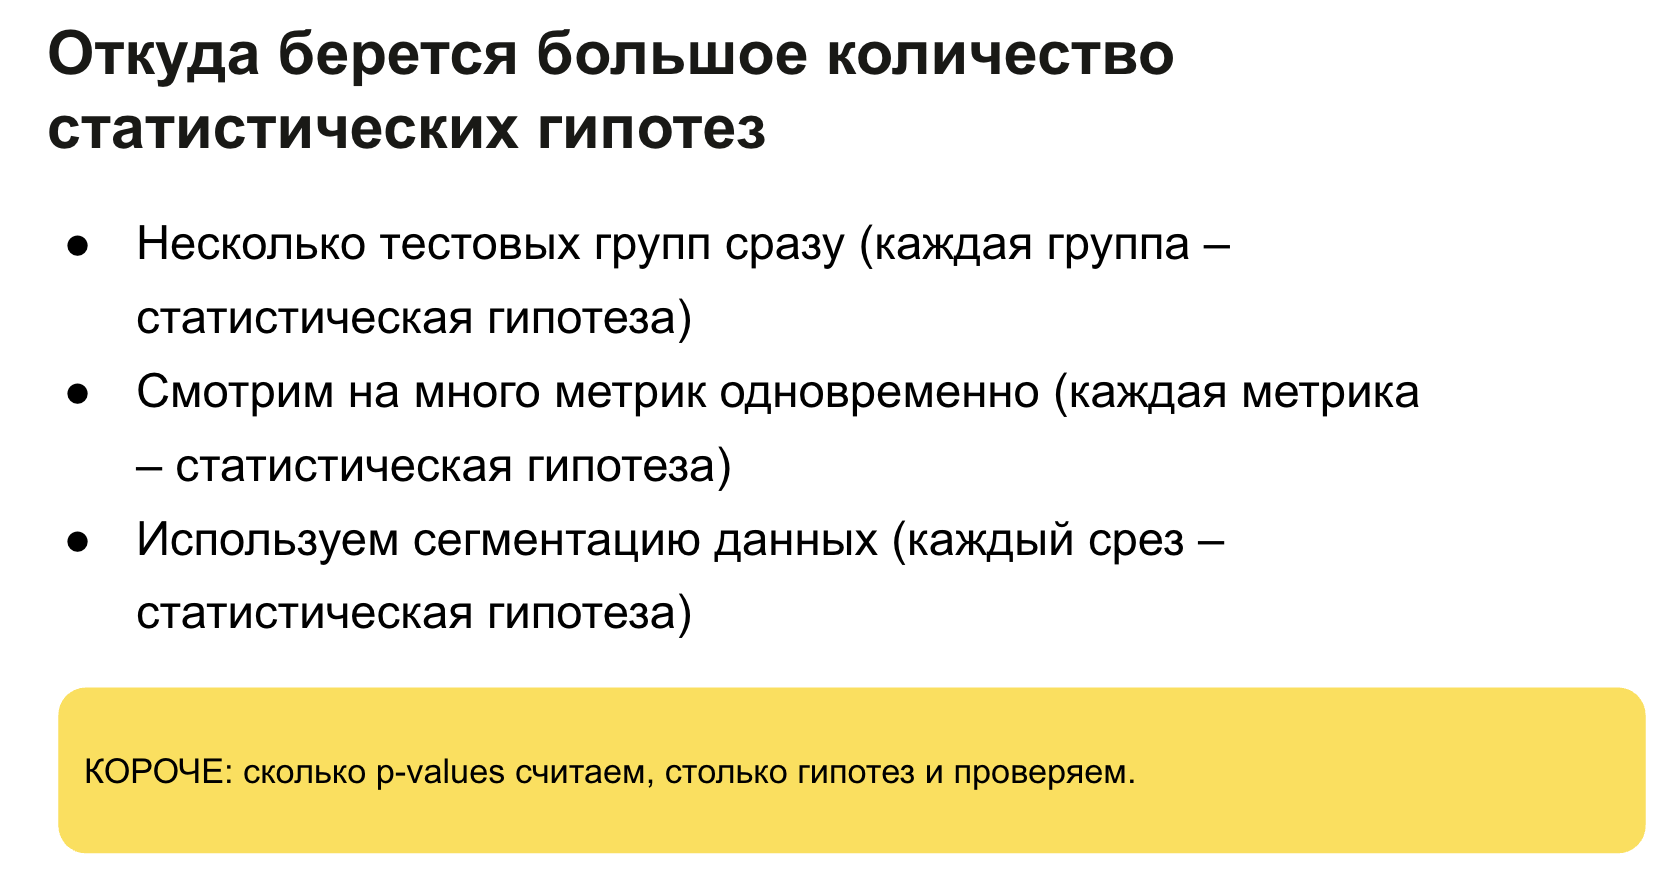 Откуда берется большое количество
статистических гипотез
● Несколько тестовых групп сразу (каждая группа –
статистическая гипотеза)
● Смотрим на много метрик одновременно (каждая метрика
– статистическая гипотеза)
● Используем сегментацию данных (каждый срез –
статистическая гипотеза)
КОРОЧЕ: сколько p-values считаем, столько гипотез и проверяем.